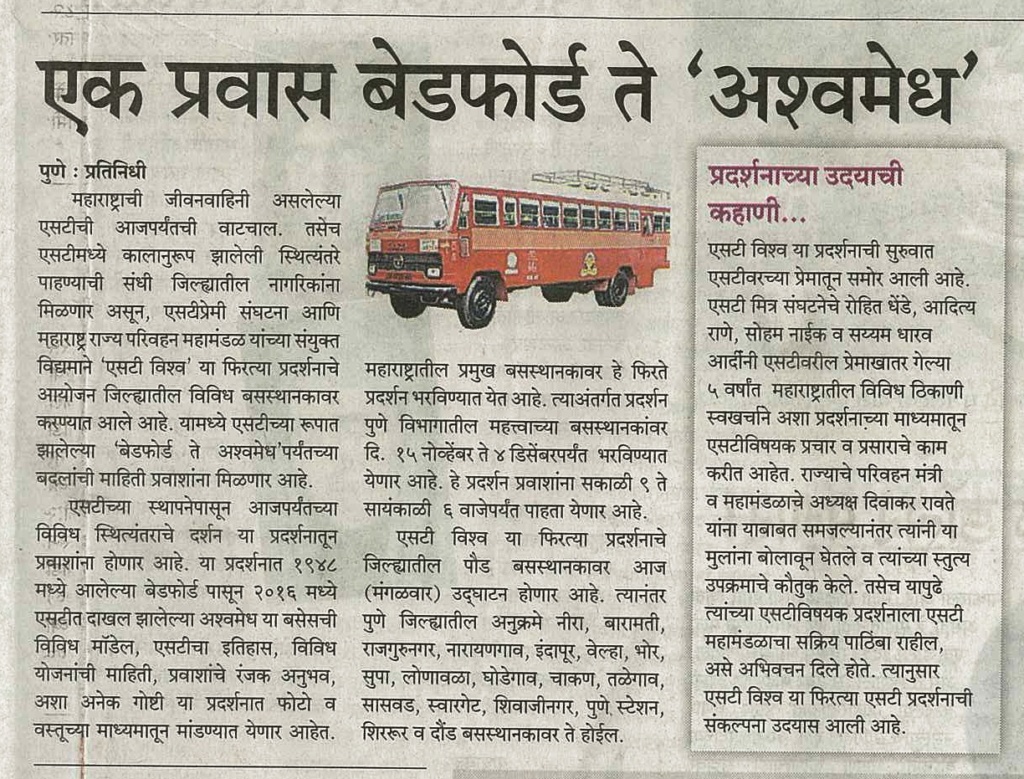 एक प्रवास बेडफोर्ड ते ‘अश्वमेध’
पुणे : प्रतिनिधी
महाराष्ट्राची जीवनवाहिनी असलेल्या
एसटीची आजपर्यंतची वाटचाल. तसेच
एसटीमध्ये कालानुरूप झालेली स्थित्यंतरे
पाहण्याची संधी जिल्ह्यातील नागरिकांना
मिळणार असून, एसटीप्रेमी संघटना आणि
महाराष्ट्र राज्य परिवहन महामंडळ यांच्या संयुक्त
विद्यमाने ‘एसटी विश्व’ या फिरत्या प्रदर्शनाचे
आयोजन जिल्ह्यातील विविध बसस्थानकावर
करण्यात आले आहे. यामध्ये एसटीच्या रूपात
झालेल्या ‘बेडफोर्ड ते अश्वमेध’पर्यंतच्या
बदलांची माहिती प्रवाशांना मिळणार आहे.
एसटीच्या स्थापनेपासून आजपर्यंतच्या
विविध स्थित्यंतराचे दर्शन या प्रदर्शनातून
प्रवाशांना होणार आहे. या प्रदर्शनात १९४८
मध्ये आलेल्या बेडफोर्ड पासून २०१६ मध्ये
एसटीत दाखल झालेल्या अश्वमेध या बसेसची
विविध मॉडेल, एसटीचा इतिहास, विविध
योजनांची माहिती, प्रवाशांचे रंजक अनुभव,
अशा अनेक गोष्टी या प्रदर्शनात फोटो व
वस्तूच्या माध्यमातून मांडण्यात येणार आहेत.
महाराष्ट्रातील प्रमुख बसस्थानकावर हे फिरते
प्रदर्शन भरविण्यात येत आहे. त्याअंतर्गत प्रदर्शन
पुणे विभागातील महत्त्वाच्या बसस्थानकांवर
दि. १५ नोव्हेंबर ते ४ डिसेंबरपर्यंत भरविण्यात
येणार आहे. हे प्रदर्शन प्रवाशांना सकाळी ९ ते
सायंकाळी ६ वाजेपर्यंत पाहता येणार आहे.
एसटी विश्व या फिरत्या प्रदर्शनाचे
जिल्ह्यातील पौड बसस्थानकावर आज
(मंगळवार) उद्घाटन होणार आहे. त्यानंतर
पुणे जिल्ह्यातील अनुक्रमे नीरा, बारामती,
राजगुरुनगर, नारायणगाव, इंदापूर, वेल्हा, भोर,
सुपा, लोणावळा, घोडेगाव, चाकण, तळेगाव,
सासवड, स्वारगेट, शिवाजीनगर, पुणे स्टेशन,
शिररूर व दौंड बसस्थानकावर ते होईल.
प्रदर्शनाच्या उदयाची
कहाणी...
एसटी विश्व या प्रदर्शनाची सुरुवात
एसटीवरच्या प्रेमातून समोर आली आहे.
एसटी मित्र संघटनेचे रोहित धेंडे, आदित्य
राणे, सोहम नाईक व सय्यम धारव
आदींनी एसटीवरील प्रेमाखातर गेल्या
५ वर्षांत महाराष्ट्रातील विविध ठिकाणी
स्वखर्चाने अशा प्रदर्शनाच्या माध्यमातून
एसटीविषयक प्रचार व प्रसाराचे काम
करीत आहेत. राज्याचे परिवहन मंत्री
व महामंडळाचे अध्यक्ष दिवाकर रावते
यांना याबाबत समजल्यानंतर त्यांनी या
मुलांना बोलावून घेतले व त्यांच्या स्तुत्य
उपक्रमाचे कौतुक केले. तसेच यापुढे
त्यांच्या एसटीविषयक प्रदर्शनाला एसटी
महामंडळाचा सक्रिय पाठिंबा राहील,
असे अभिवचन दिले होते. त्यानुसार
एसटी विश्व या फिरत्या एसटी प्रदर्शनाची
संकल्पना उदयास आली आहे.